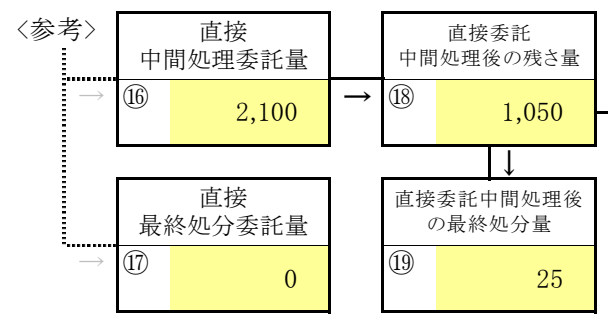 〈参考〉
直接
中間処理委託量
→
⑯
2,100
→
直接委託
中間処理後の残さ量
⑱
1,050
↓
直接
最終処分委託量
→
⑰
0
直接委託中間処理後
の最終処分量
⑲
25